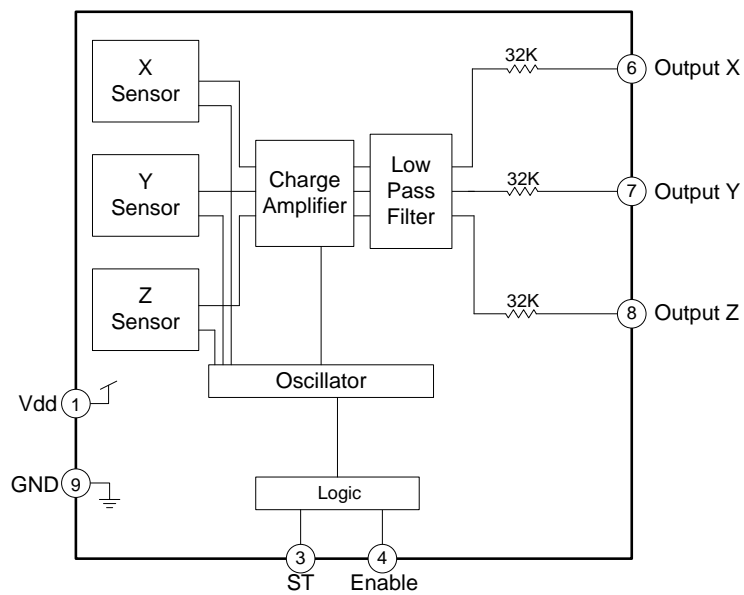 X
Sensor
Y
Sensor
Z
Sensor
Charge
Amplifier
Low
Pass
Filter
32K
6 Output X
32K
7 Output Y
32K
8 Output Z
Oscillator
Vdd 1
GND 9
Logic
3
ST
4
Enable